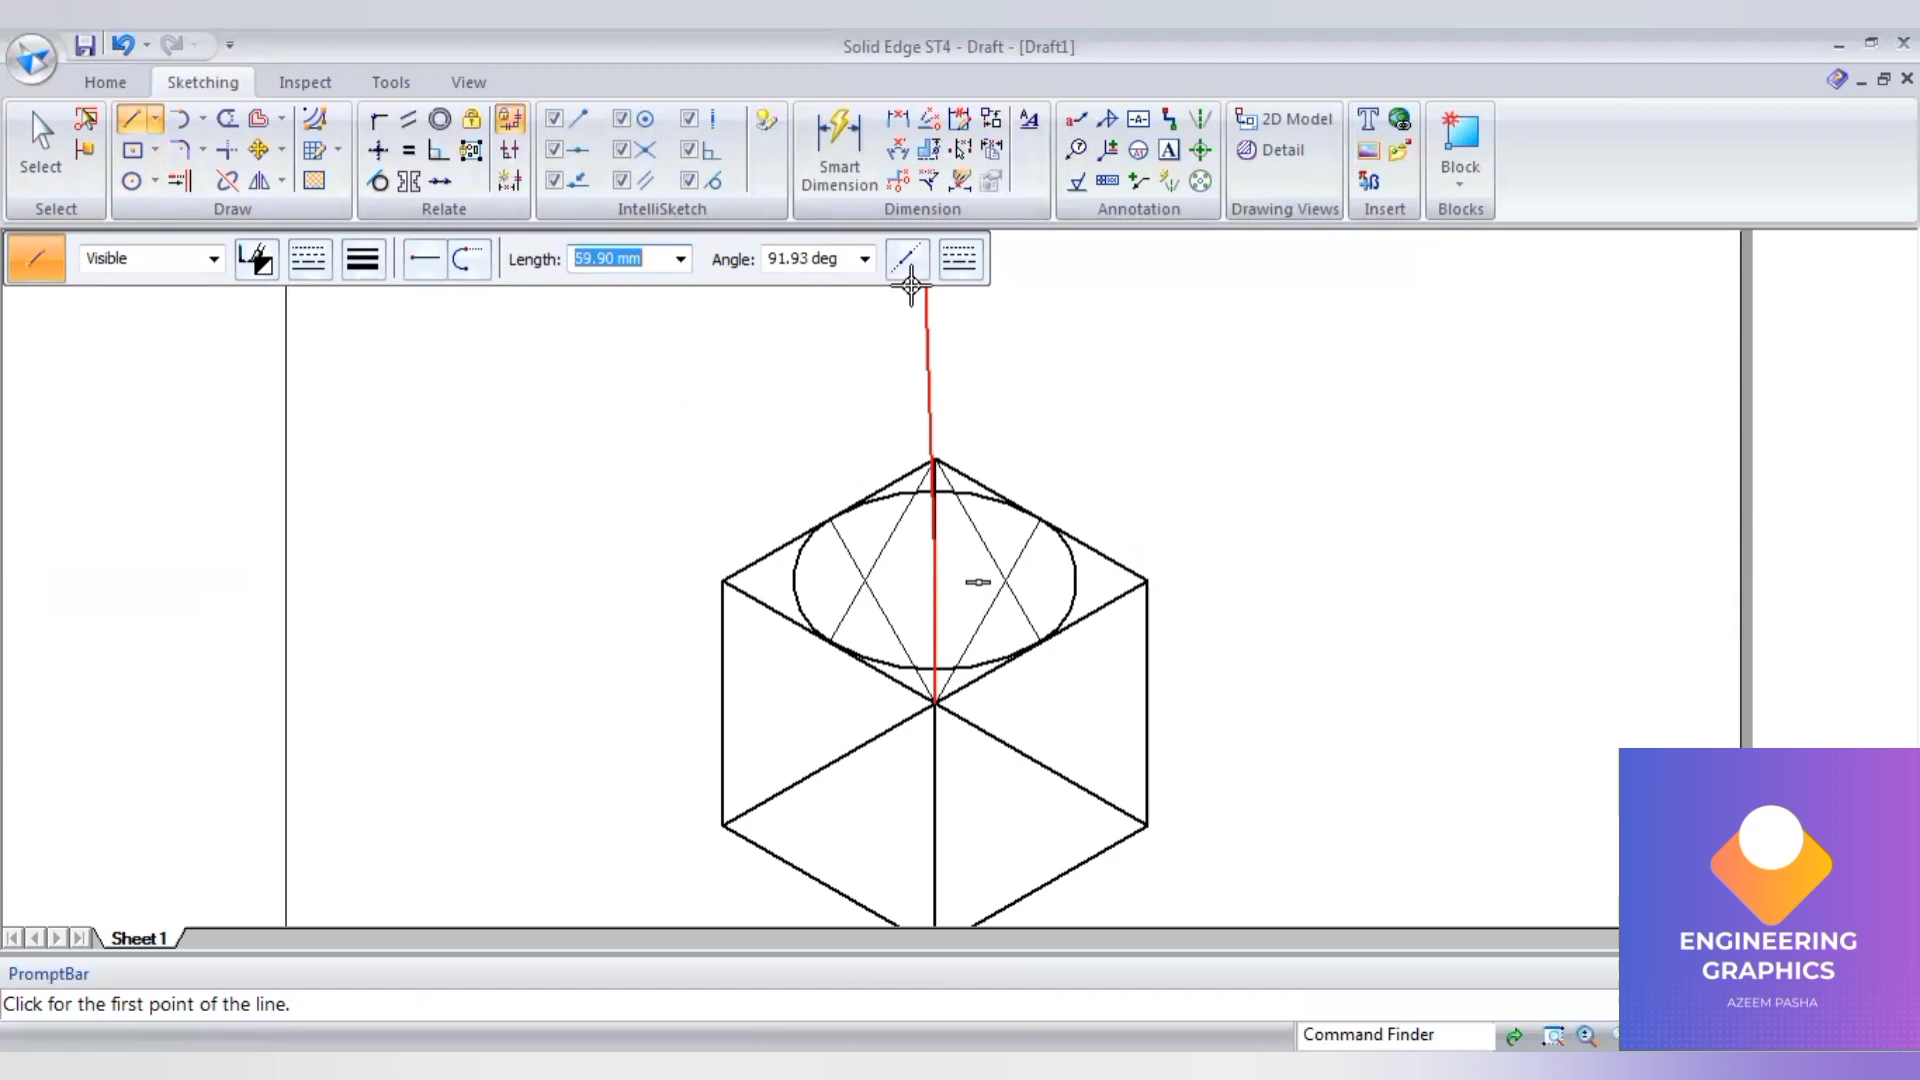 Solid Edge ST4 - Draft - [Draft1]
Home Sketching Inspect Tools View
2D Model
Detail
Select
Smart
Dimension
Block
Select Draw Relate IntelliSketch Dimension Annotation Drawing Views Insert Blocks
Visible Length: 59.90 mm Angle: 91.93 deg
Sheet1
PromptBar
Click for the first point of the line.
Command Finder
ENGINEERING
GRAPHICS
AZEEM PASHA